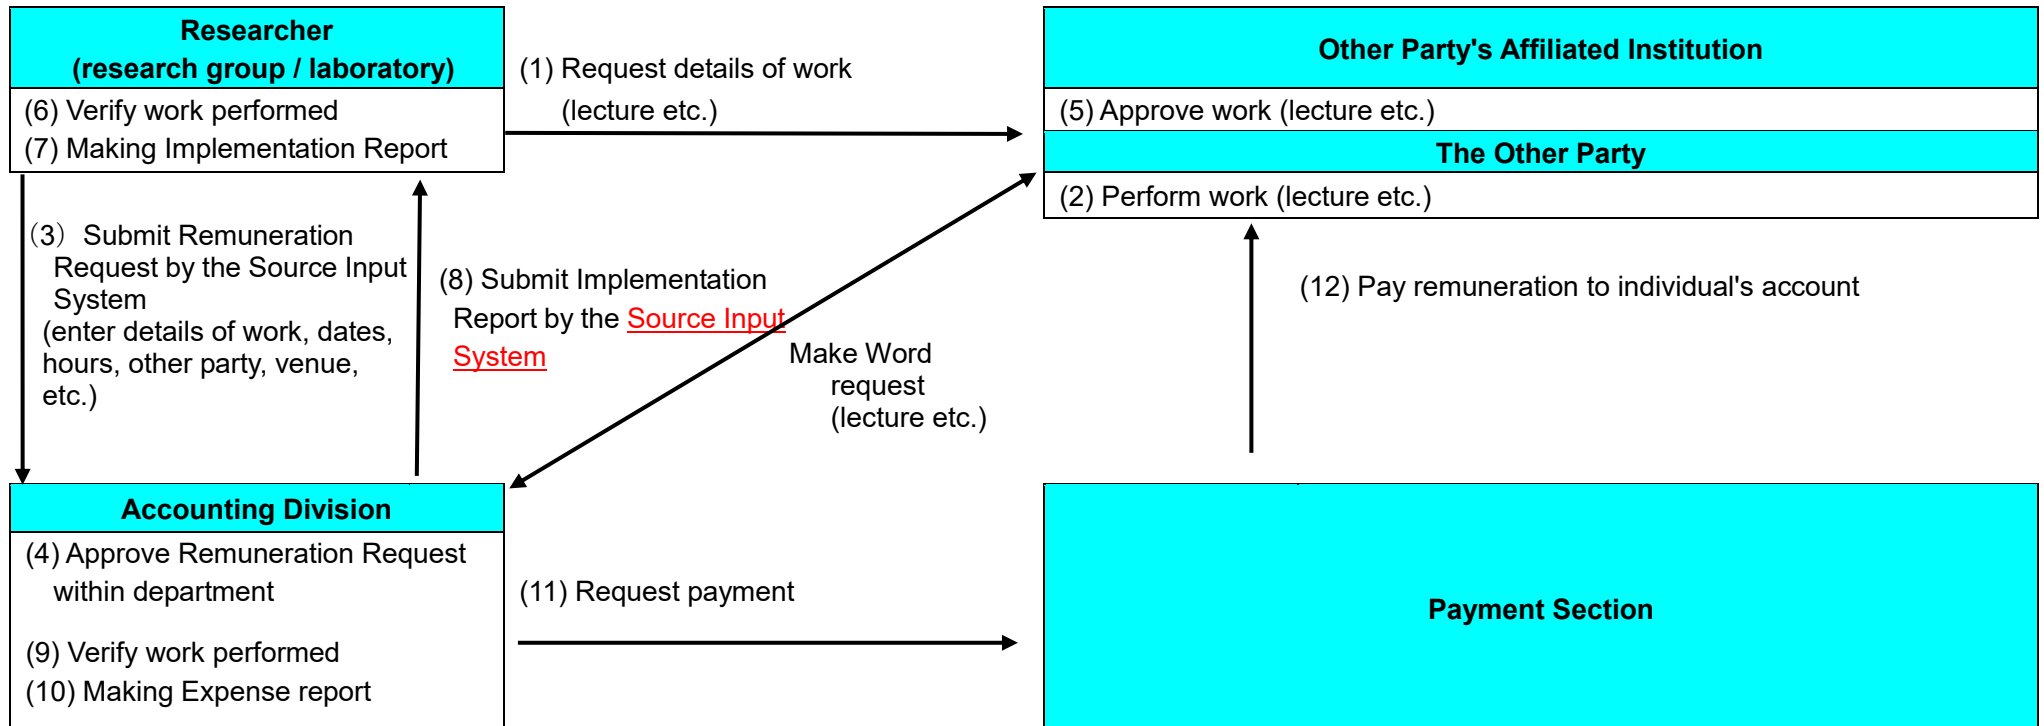 Researcher
(research group / laboratory)
(6) Verify work performed
(7) Making Implementation Report
(1) Request details of work
(lecture etc.)
Other Party's Affiliated Institution
(5) Approve work (lecture etc.)
The Other Party
(2) Perform work (lecture etc.)
（3） Submit Remuneration
Request by the Source Input
System
(enter details of work, dates,
hours, other party, venue,
etc.)
(8) Submit Implementation
Report by the Source Input
System
Make Word
request
(lecture etc.)
(12) Pay remuneration to individual's account
Accounting Division
(4) Approve Remuneration Request
within department
(9) Verify work performed
(10) Making Expense report
(11) Request payment
Payment Section